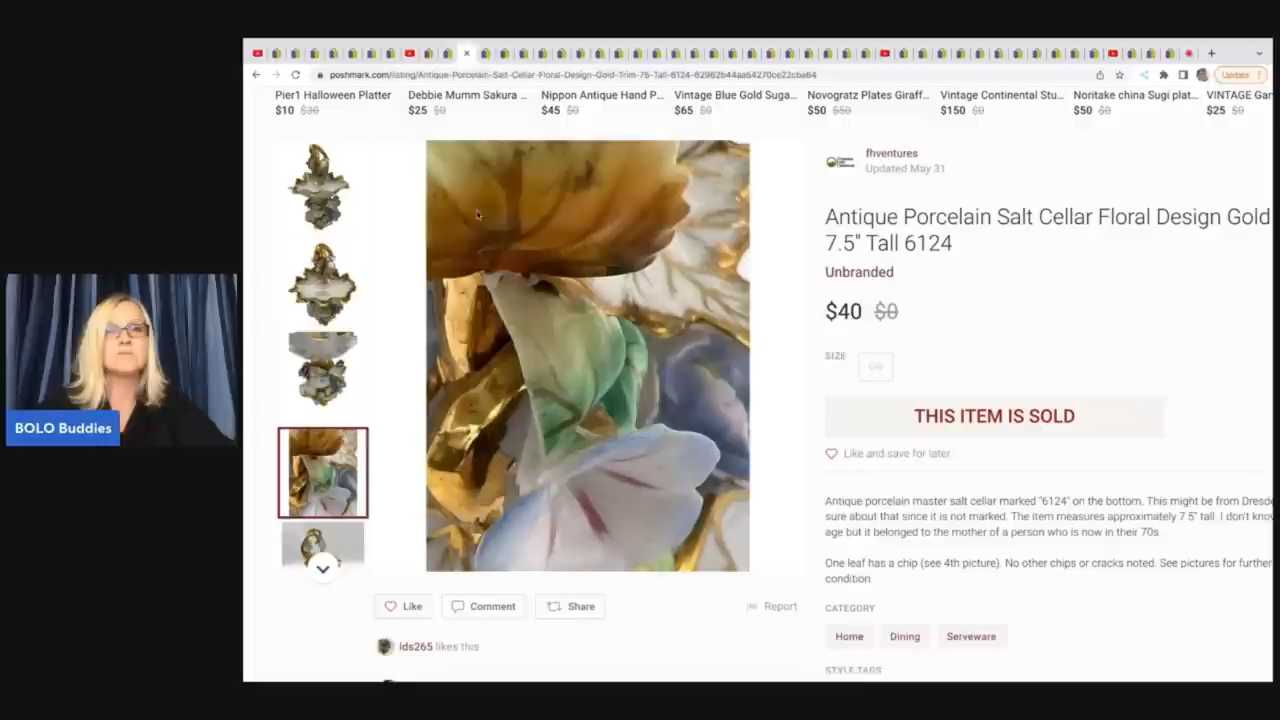 Update
poshmark.com/listing/Antique-Porcelain-Salt-Cellar-Floral-Design-Gold-Trim-75-Tall-6124-62962b44aa54270ce22cba64
Pier1 Halloween Platter
$10 $30
Debbie Mumm Sakura ...
$25 $0
Nippon Antique Hand P...
$45 $0
Vintage Blue Gold Suga...
$65 $0
Novogratz Plates Giraff...
$50 $50
Vintage Continental Stu...
$150 $0
Noritake china Sugi plat...
$50 $0
VINTAGE Gar
$25 $0
fhventures
Updated May 31
Antique Porcelain Salt Cellar Floral Design Gold
7.5" Tall 6124
Unbranded
$40 $0
SIZE
OS
THIS ITEM IS SOLD
Like and save for later
Antique porcelain master salt cellar marked "6124" on the bottom. This might be from Dresd
sure about that since it is not marked. The item measures approximately 7.5" tall. I don't know
age but it belonged to the mother of a person who is now in their 70s.
One leaf has a chip (see 4th picture). No other chips or cracks noted. See pictures for further
condition.
CATEGORY
Home
Dining
Serveware
STYLE TAGS
Like
Comment
Share
Report
lds265 likes this
BOLO Buddies